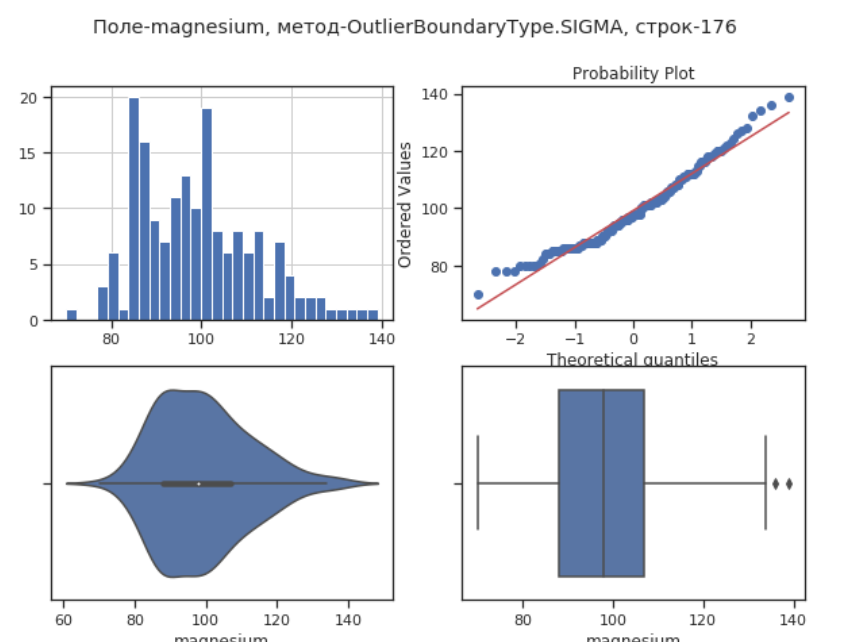 Поле-magnesium, метод-OutlierBoundaryType.SIGMA, строк-176
Probability Plot
20
15
10
5
0
80 100 120 140
Ordered Values
140
120
100
80
−2 −1 0 1 2
Theoretical quantiles
60 80 100 120 140
magnesium
80 100 120 140
magnesium